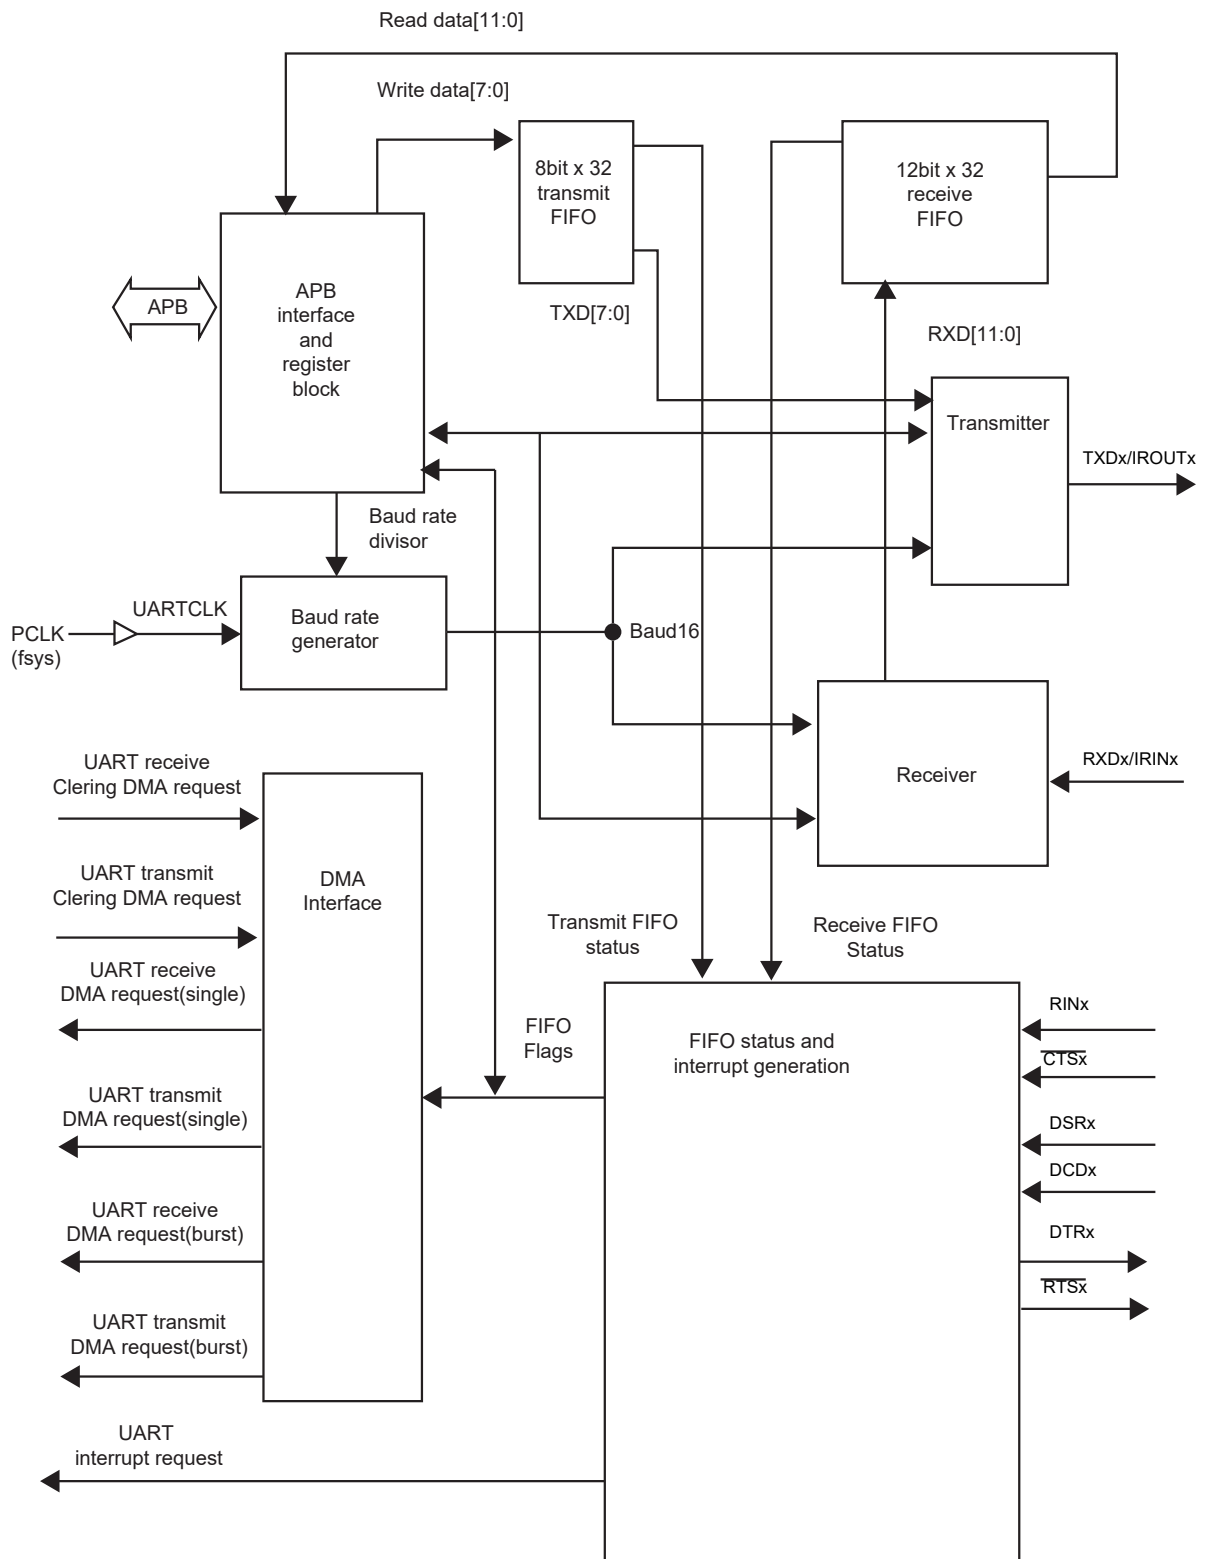 Read data[11:0]
Write data[7:0]
8bit x 32
transmit
FIFO
12bit x 32
receive
FIFO
APB
interface
and
register
block
APB
TXD[7:0]
RXD[11:0]
Transmitter
TXDx/IROUTx
Baud rate
divisor
UARTCLK
PCLK
(fsys)
Baud rate
generator
Baud16
Receiver
RXDx/IRINx
UART receive
Clering DMA request
UART transmit
Clering DMA request
DMA
Interface
UART receive
DMA request(single)
UART transmit
DMA request(single)
UART receive
DMA request(burst)
UART transmit
DMA request(burst)
UART
interrupt request
Transmit FIFO
status
Receive FIFO
Status
FIFO
Flags
FIFO status and
interrupt generation
RINx
CTSx
DSRx
DCDx
DTRx
RTSx